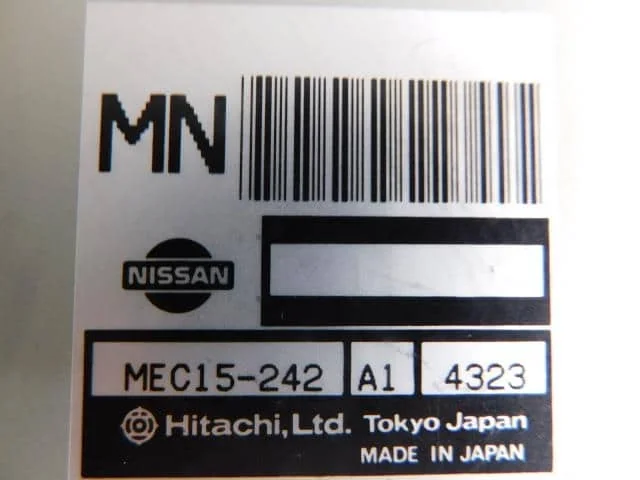 MN
NISSAN
MEC15-242 A1 4323
Hitachi, Ltd. Tokyo Japan
MADE IN JAPAN